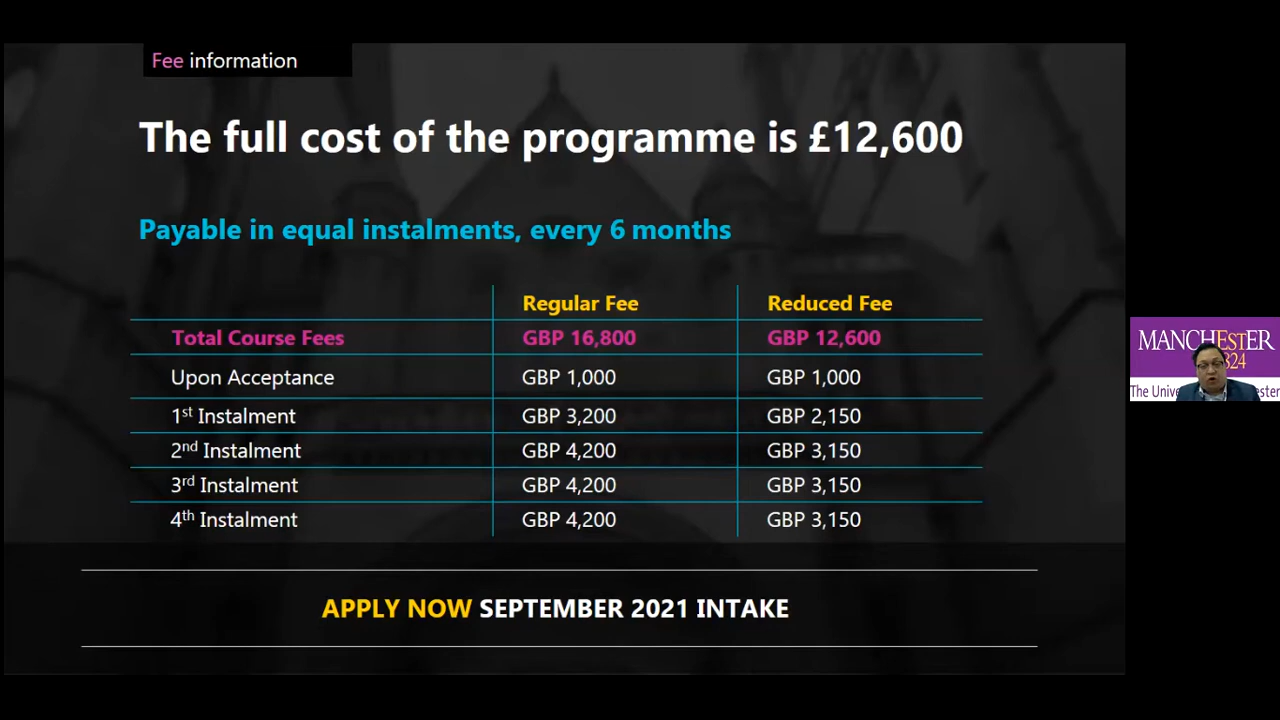 Fee information
The full cost of the programme is £12,600
Payable in equal instalments, every 6 months
Regular Fee Reduced Fee
Total Course Fees GBP 16,800 GBP 12,600
Upon Acceptance GBP 1,000 GBP 1,000
1st Instalment GBP 3,200 GBP 2,150
2nd Instalment GBP 4,200 GBP 3,150
3rd Instalment GBP 4,200 GBP 3,150
4th Instalment GBP 4,200 GBP 3,150
APPLY NOW SEPTEMBER 2021 INTAKE
MANCHESTER
The